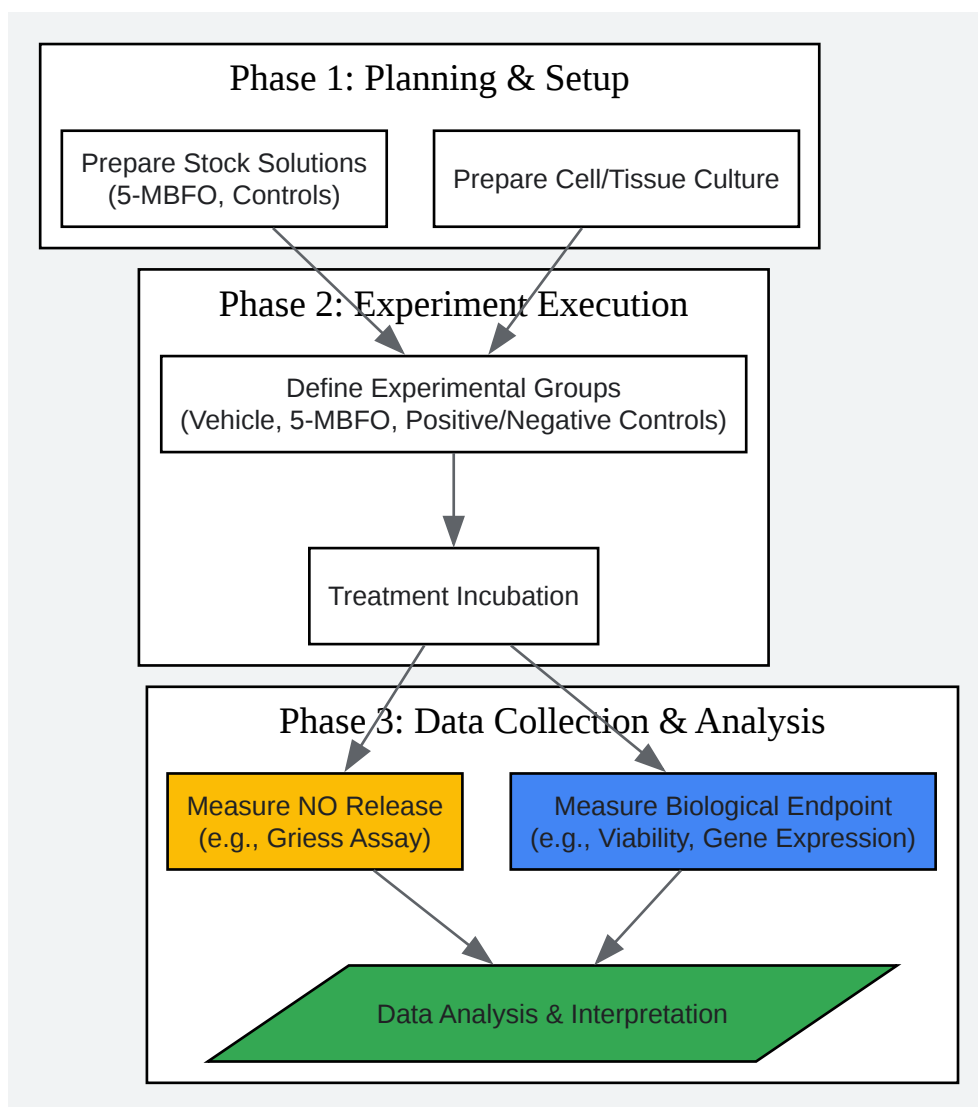 Phase 1: Planning & Setup
Prepare Stock Solutions
(5-MBFO, Controls)
Prepare Cell/Tissue Culture
Phase 2: Experiment Execution
Define Experimental Groups
(Vehicle, 5-MBFO, Positive/Negative Controls)
Treatment Incubation
Phase 3: Data Collection & Analysis
Measure NO Release
(e.g., Griess Assay)
Measure Biological Endpoint
(e.g., Viability, Gene Expression)
Data Analysis & Interpretation